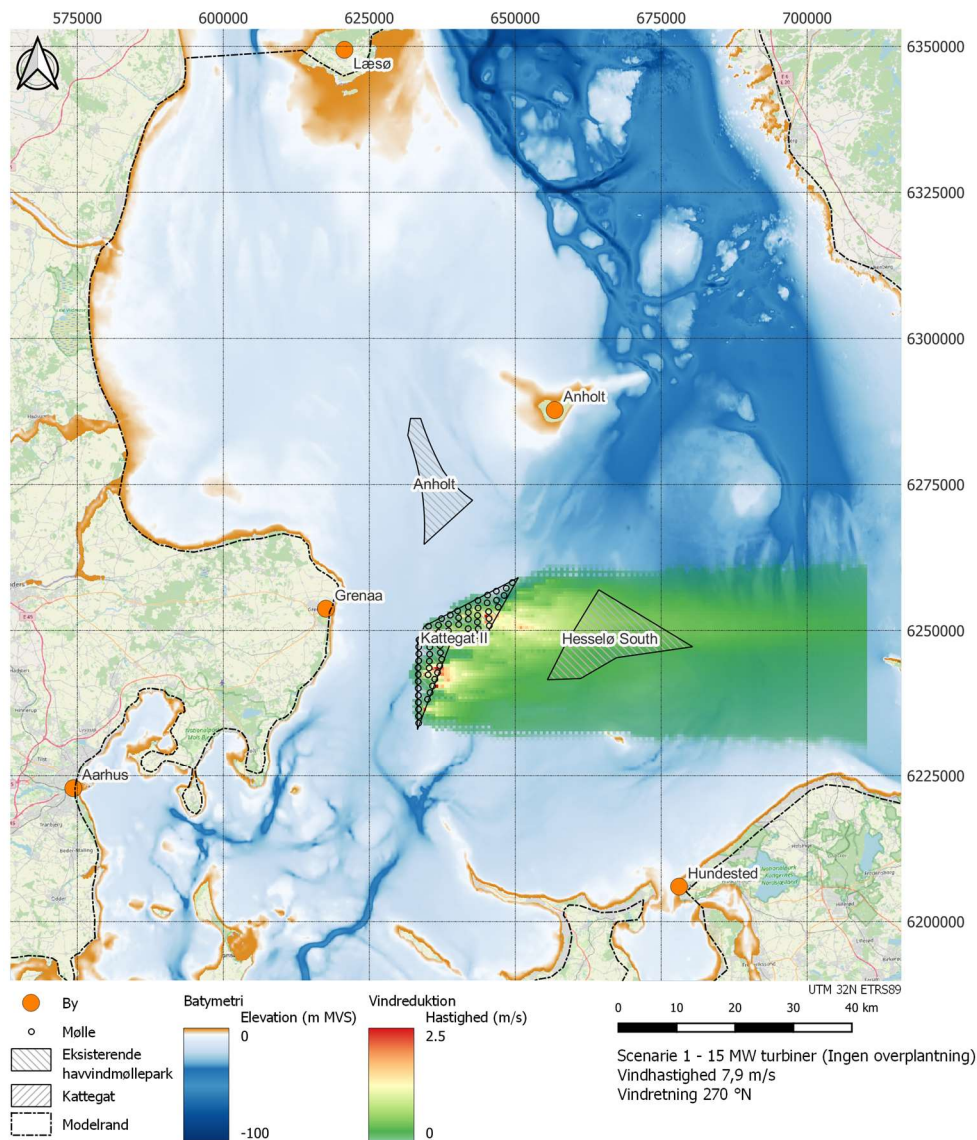 575000 600000 625000 650000 675000 700000
6350000
Læsø
6325000
6300000
Anholt
6275000
Anholt
Grenaa
6250000
Kattegat II
Hesselø South
6225000
Aarhus
Hundested
6200000
UTM 32N ETRS89
By
Mølle
Eksisterende
havvindmøllepark
Kattegat
Modelrand
Batymetri
Elevation (m MVS)
0
-100
Vindreduktion
Hastighed (m/s)
2.5
0
0 10 20 30 40 km
Scenarie 1 - 15 MW turbiner (Ingen overplantning)
Vindhastighed 7,9 m/s
Vindretning 270 °N